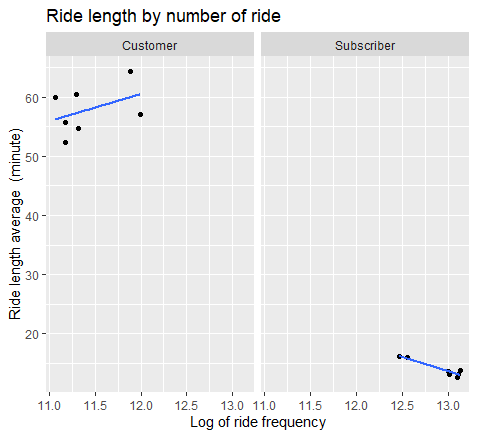 Ride length by number of ride
Customer
Subscriber
60
50
40
30
20
Ride length average  (minute)
11.0 11.5 12.0 12.5 13.0
11.0 11.5 12.0 12.5 13.0
Log of ride frequency